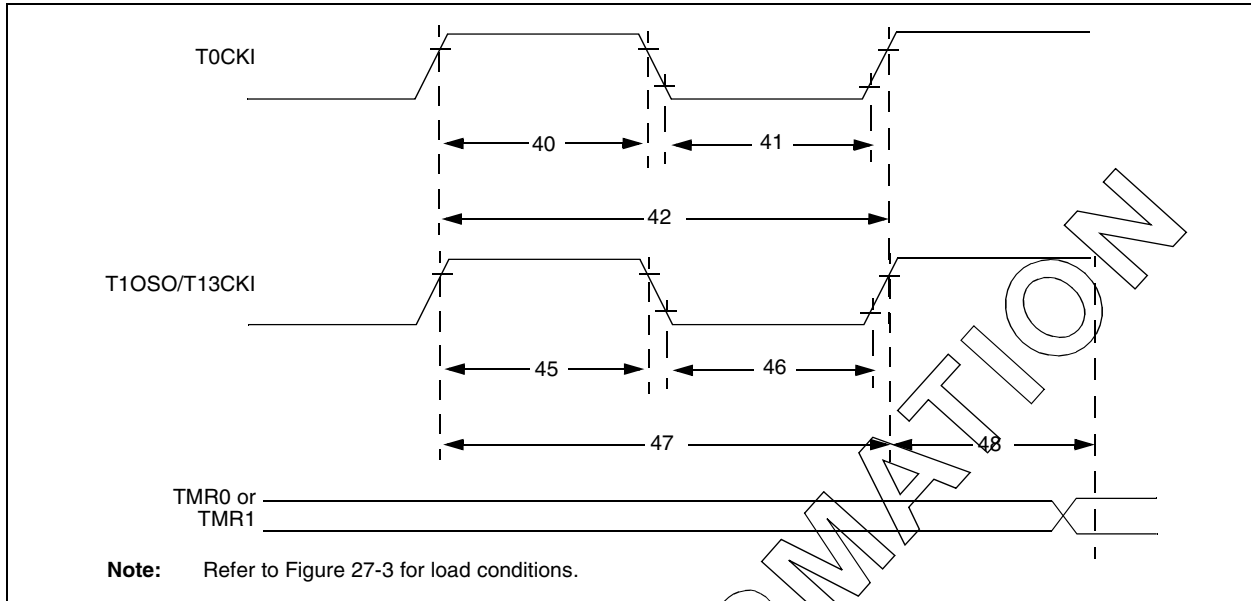 T0CKI
40
41
42
T1OSO/T13CKI
45
46
47
48
TMR0 or
TMR1
Note: Refer to Figure 27-3 for load conditions.
RMATION